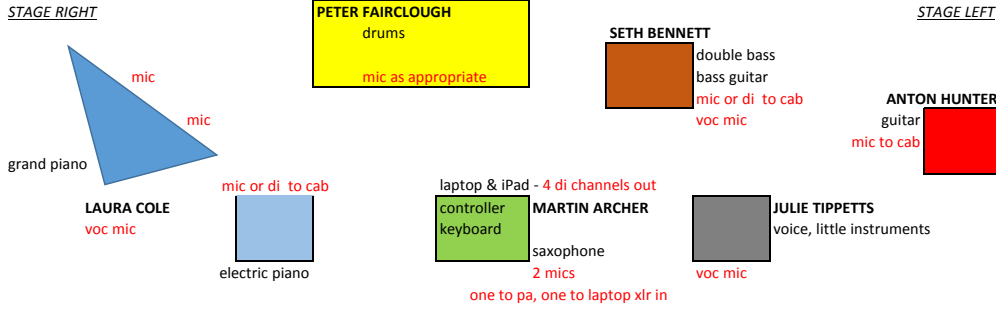 STAGE RIGHT
PETER FAIRCLOUGH
drums
mic as appropriate
STAGE LEFT
SETH BENNETT
double bass
bass guitar
mic or di  to cab
voc mic
ANTON HUNTER
guitar
mic to cab
mic
mic
grand piano
LAURA COLE
voc mic
mic or di  to cab
electric piano
laptop & iPad - 4 di channels out
controller
keyboard
MARTIN ARCHER
saxophone
2 mics
one to pa, one to laptop xlr in
JULIE TIPPETTS
voice, little instruments
voc mic